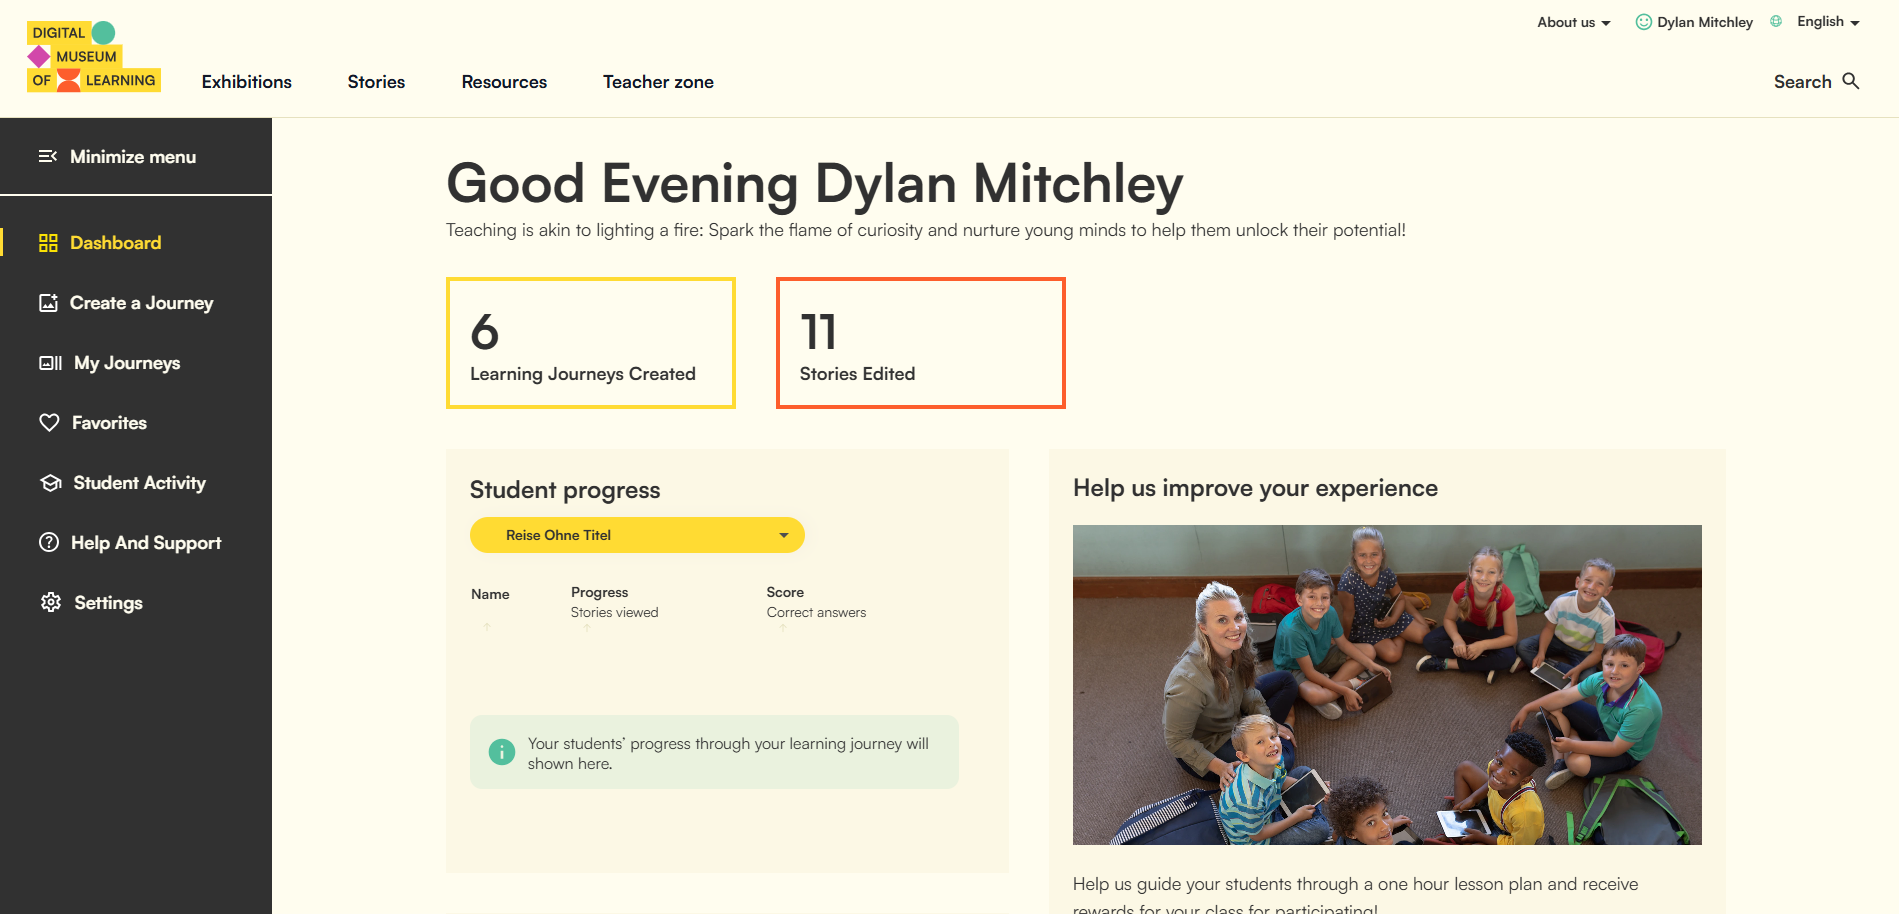 DIGITAL
MUSEUM
OF LEARNING
About us
Dylan Mitchley
English
Exhibitions
Stories
Resources
Teacher zone
Search
Minimize menu
Dashboard
Create a Journey
My Journeys
Favorites
Student Activity
Help And Support
Settings
Good Evening Dylan Mitchley
Teaching is akin to lighting a fire: Spark the flame of curiosity and nurture young minds to help them unlock their potential!
6
Learning Journeys Created
11
Stories Edited
Student progress
Reise Ohne Titel
Name
Progress
Stories viewed
Score
Correct answers
Your students’ progress through your learning journey will
shown here.
Help us improve your experience
Help us guide your students through a one hour lesson plan and receive
rewards for your class for participating!